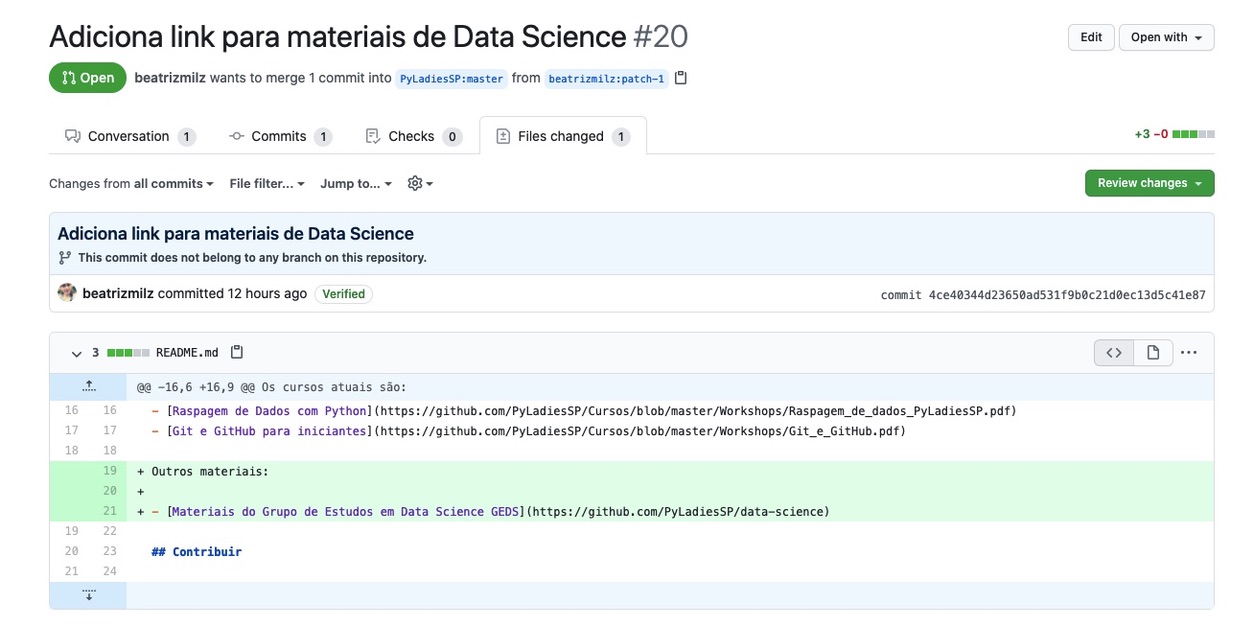 Adiciona link para materiais de Data Science #20
Edit
Open with
Open
beatrizmilz wants to merge 1 commit into PyLadiesSP:master from beatrizmilz:patch-1
Conversation 1
Commits 1
Checks 0
Files changed 1
+3 −0
Changes from all commits
File filter...
Jump to...
Review changes
Adiciona link para materiais de Data Science
This commit does not belong to any branch on this repository.
beatrizmilz committed 12 hours ago Verified
commit 4ce40344d23650ad531f9b0c21d0ec13d5c41e87
3 README.md
@@ -16,6 +16,9 @@ Os cursos atuais são:
16 16 - [Raspagem de Dados com Python](https://github.com/PyLadiesSP/Cursos/blob/master/Workshops/Raspagem_de_dados_PyLadiesSP.pdf)
17 17 - [Git e GitHub para iniciantes](https://github.com/PyLadiesSP/Cursos/blob/master/Workshops/Git_e_GitHub.pdf)
18 18
19 + Outros materiais:
20 +
21 + - [Materiais do Grupo de Estudos em Data Science GEDS](https://github.com/PyLadiesSP/data-science)
19 22
20 23 ## Contribuir
21 24